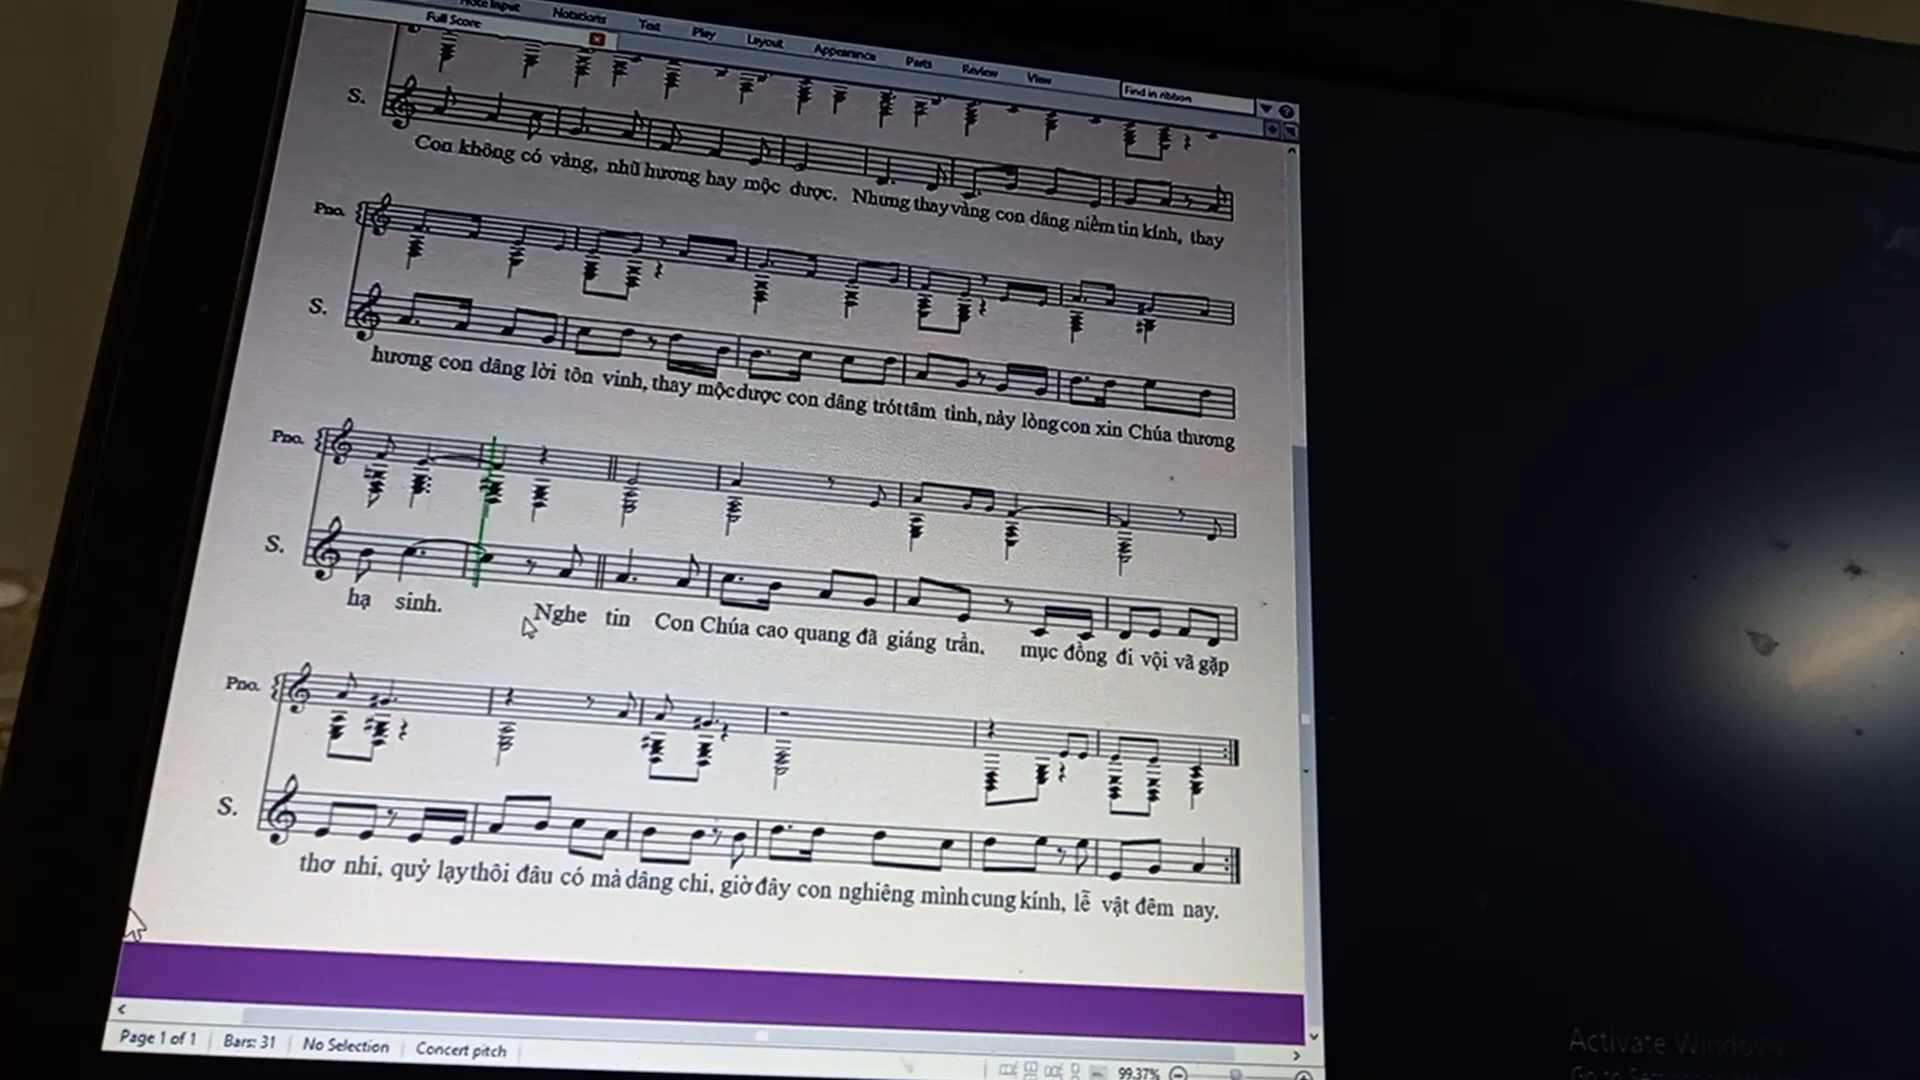 Note Input Notations Text Play Layout Appearance Parts Review View
Full Score
Find in ribbon
S.
Con không có vàng, nhũ hương hay mộc dược. Nhưng thay vàng con dâng niềm tin kính, thay
Pno.
S.
hương con dâng lời tôn vinh, thay mộc dược con dâng trót tâm tình, này lòng con xin Chúa thương
Pno.
S.
hạ sinh. Nghe tin Con Chúa cao quang đã giáng trần, mục đồng đi vội vã gặp
Pno.
S.
thơ nhi, quỳ lạy thôi đâu có mà dâng chi, giờ đây con nghiêng mình cung kính, lễ vật đêm nay.
Page 1 of 1 Bars: 31 No Selection Concert pitch
99.37%
Activate Windows